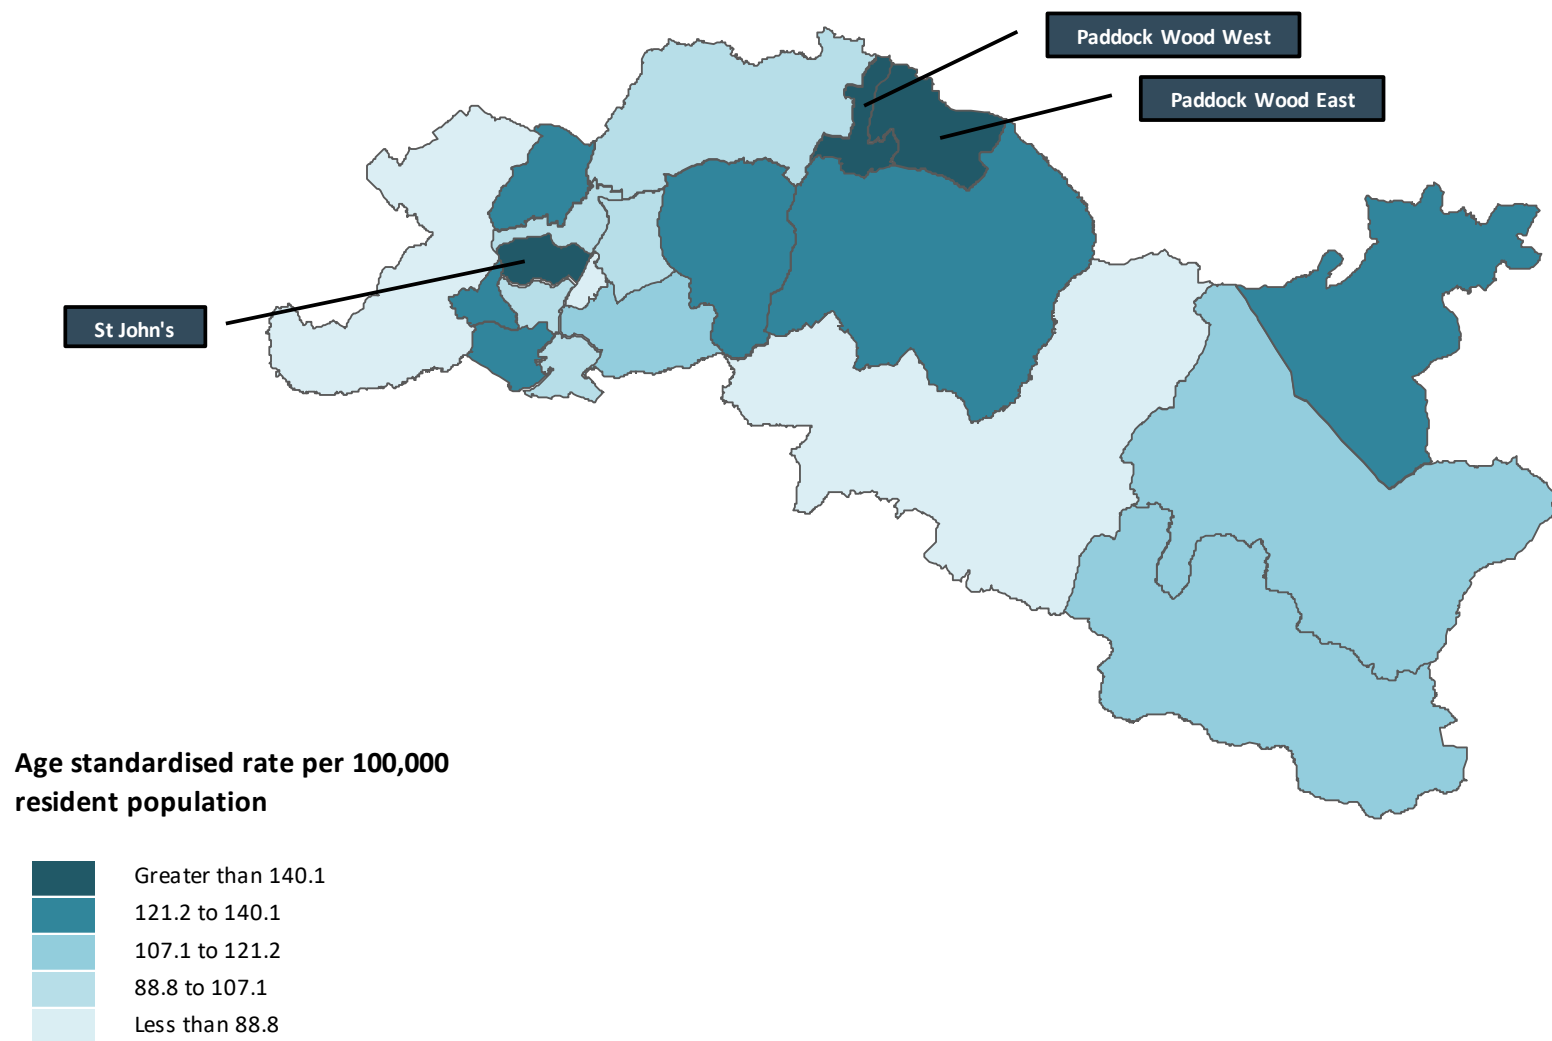 Paddock Wood West
Paddock Wood East
St John's
Age standardised rate per 100,000
resident population
Greater than 140.1
121.2 to 140.1
107.1 to 121.2
88.8 to 107.1
Less than 88.8